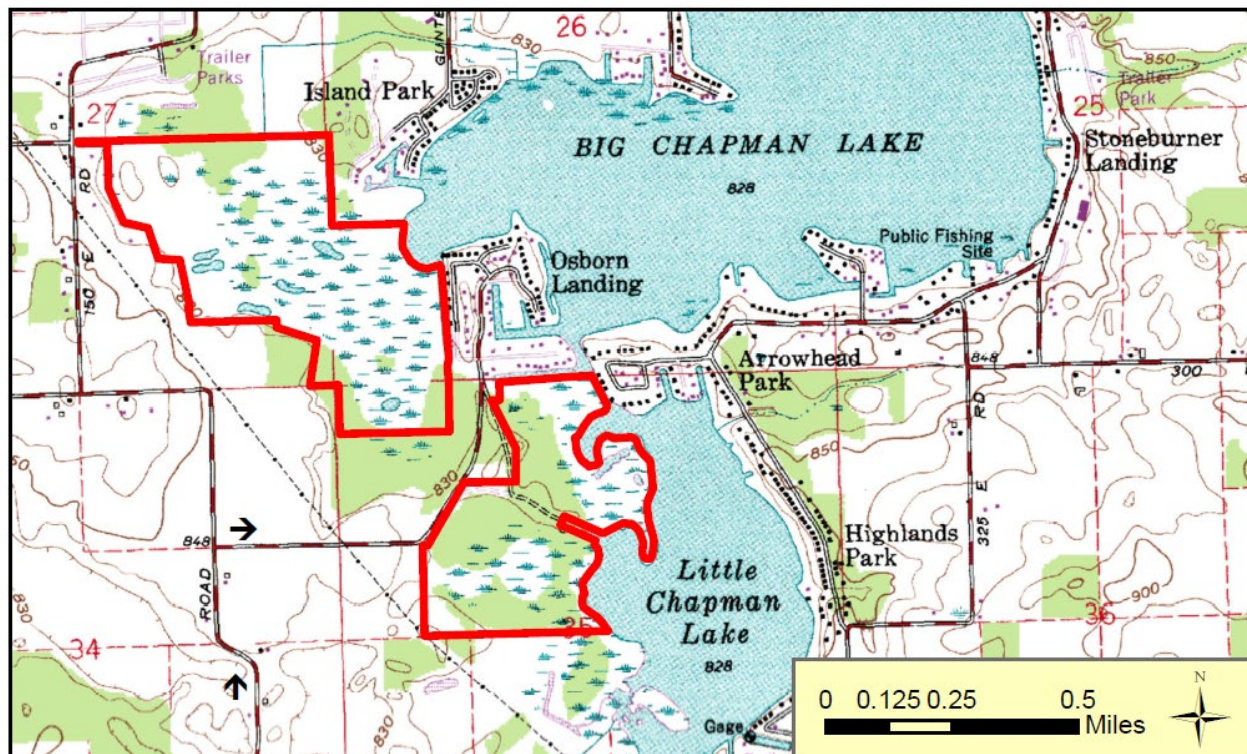 26
830
850
GUNTE
Trailer
Parks
Trailer
Park
Island Park
27
25
830
Stoneburner
Landing
BIG CHAPMAN LAKE
828
RD
E
150
Public Fishing
Site
Osborn
Landing
Arrowhead
Park
848
300
RD
E
325
850
830
848
ROAD
Highlands
Park
Little
Chapman
Lake
828
900
36
35
34
830
Gage
N
0 0.125 0.25 0.5
Miles